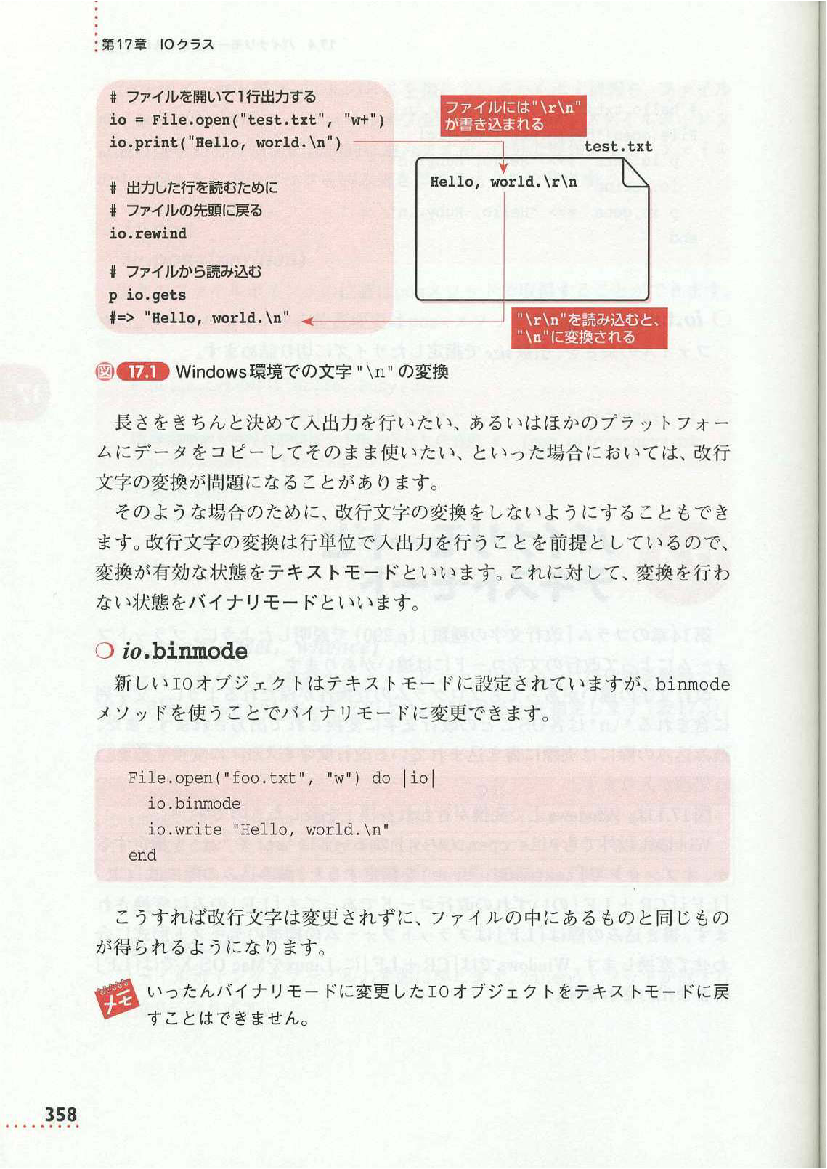 第17章 IOクラス
# ファイルを開いて1行出力する
io = File.open("test.txt", "w+")
io.print("Hello, world.\n")
# 出力した行を読むために
# ファイルの先頭に戻る
io.rewind
# ファイルから読み込む
p io.gets
#=> "Hello, world.\n"
ファイルには"\r\n"
が書き込まれる
test.txt
Hello, world.\r\n
"\r\n"を読み込むと、
"\n"に変換される
図 17.1 Windows環境での文字"\n"の変換
長さをきちんと決めて入出力を行いたい、あるいはほかのプラットフォー
ムにデータをコピーしてそのまま使いたい、といった場合においては、改行
文字の変換が問題になることがあります。
そのような場合のために、改行文字の変換をしないようにすることもでき
ます。改行文字の変換は行単位で入出力を行うことを前提としているので、
変換が有効な状態をテキストモードといいます。これに対して、変換を行わ
ない状態をバイナリモードといいます。
io.binmode
新しいIOオブジェクトはテキストモードに設定されていますが、binmode
メソッドを使うことでバイナリモードに変更できます。
File.open("foo.txt", "w") do |io|
io.binmode
io.write "Hello, world.\n"
end
こうすれば改行文字は変更されずに、ファイルの中にあるものと同じもの
が得られるようになります。
メモ
いったんバイナリモードに変更したIOオブジェクトをテキストモードに戻
すことはできません。
358